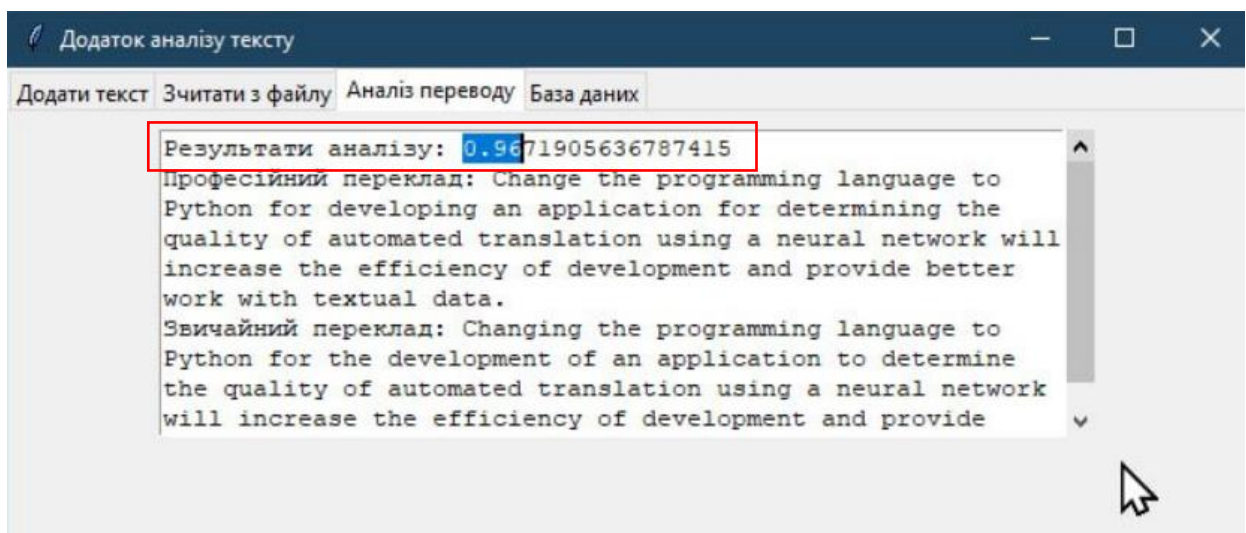 Додаток аналізу тексту
Додати текст Зчитати з файлу Аналіз переводу База даних
Результати аналізу: 0.9671905636787415
Професійний переклад: Change the programming language to
Python for developing an application for determining the
quality of automated translation using a neural network will
increase the efficiency of development and provide better
work with textual data.
Звичайний переклад: Changing the programming language to
Python for the development of an application to determine
the quality of automated translation using a neural network
will increase the efficiency of development and provide